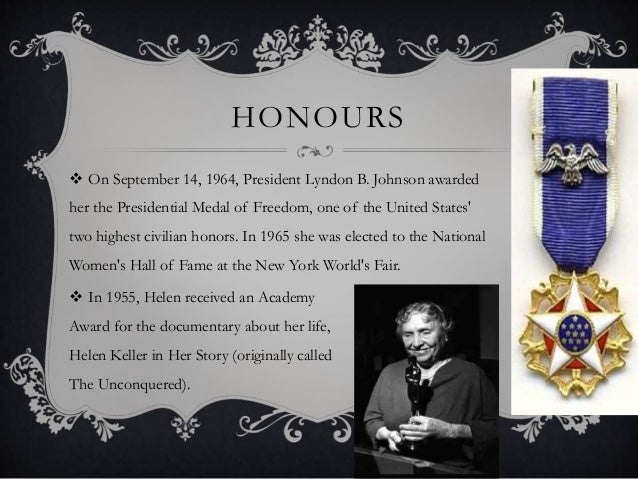 HONOURS
❖ On September 14, 1964, President Lyndon B. Johnson awarded
her the Presidential Medal of Freedom, one of the United States'
two highest civilian honors. In 1965 she was elected to the National
Women's Hall of Fame at the New York World's Fair.
❖ In 1955, Helen received an Academy
Award for the documentary about her life,
Helen Keller in Her Story (originally called
The Unconquered).